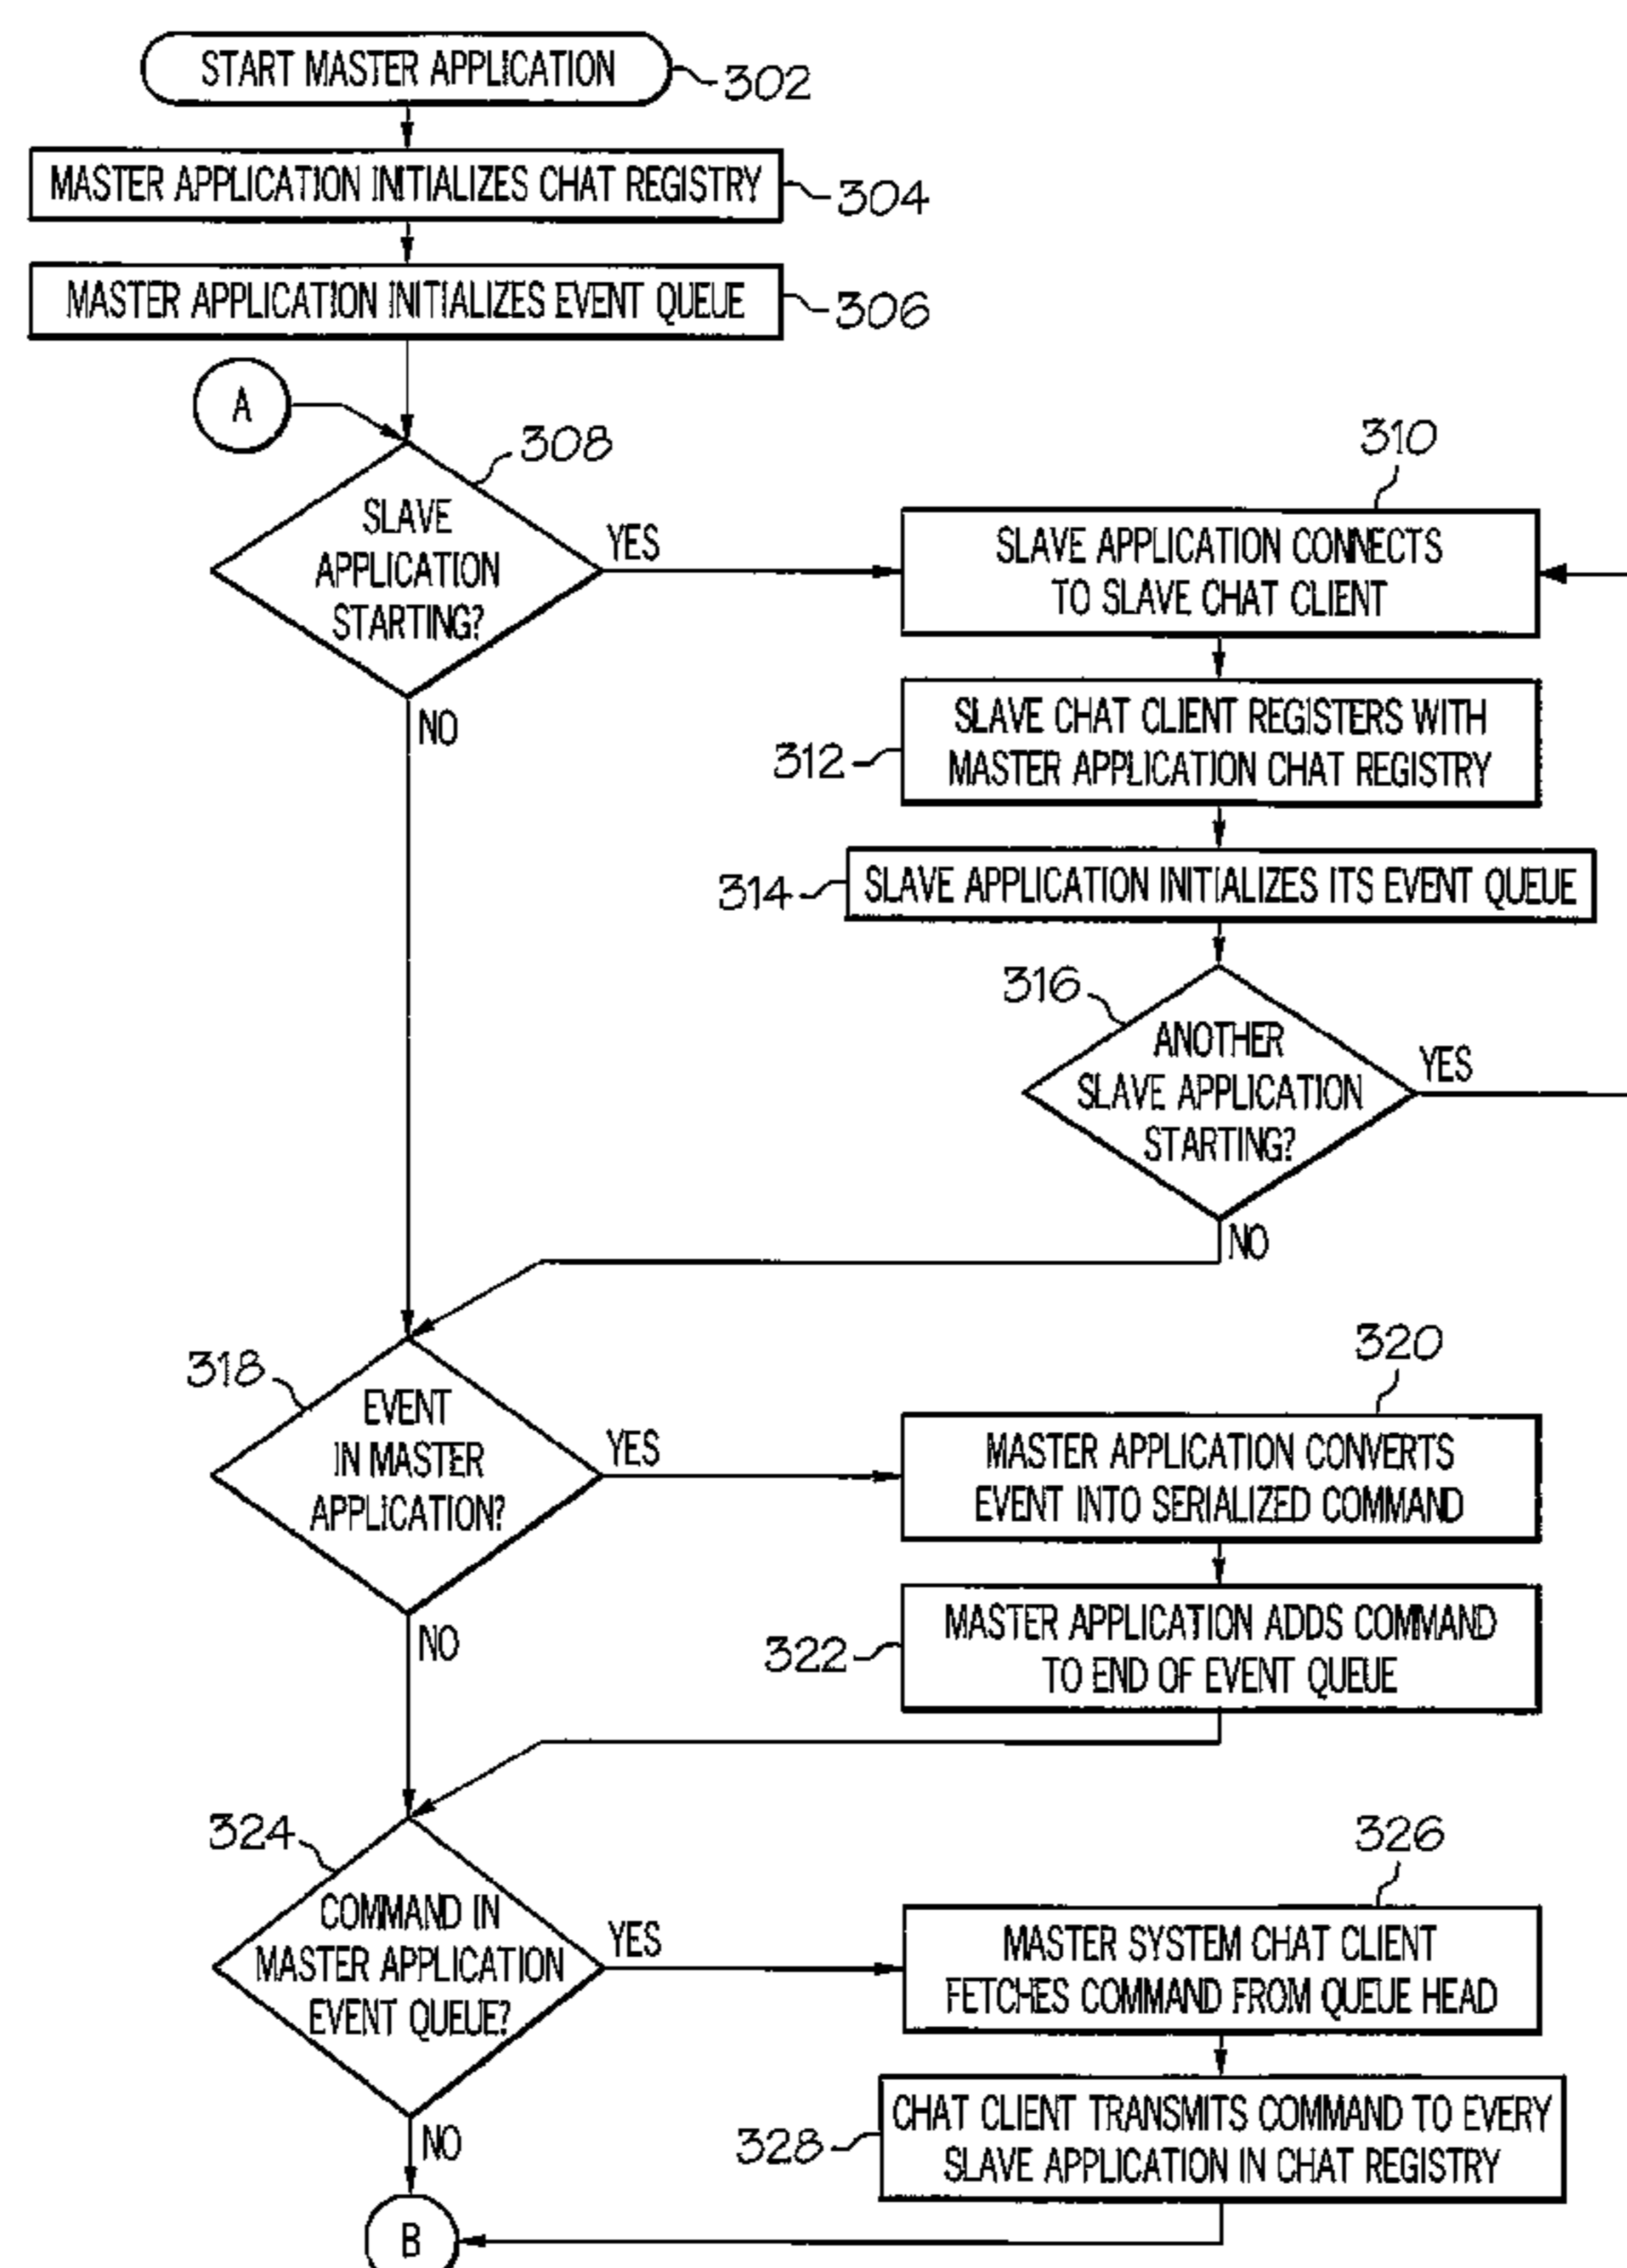 START MASTER APPLICATION
302
MASTER APPLICATION INITIALIZES CHAT REGISTRY
304
MASTER APPLICATION INITIALIZES EVENT QUEUE
306
A
308
SLAVE
APPLICATION
STARTING?
YES
NO
310
SLAVE APPLICATION CONNECTS
TO SLAVE CHAT CLIENT
312
SLAVE CHAT CLIENT REGISTERS WITH
MASTER APPLICATION CHAT REGISTRY
314
SLAVE APPLICATION INITIALIZES ITS EVENT QUEUE
316
ANOTHER
SLAVE APPLICATION
STARTING?
YES
NO
318
EVENT
IN MASTER
APPLICATION?
YES
NO
320
MASTER APPLICATION CONVERTS
EVENT INTO SERIALIZED COMMAND
322
MASTER APPLICATION ADDS COMMAND
TO END OF EVENT QUEUE
324
COMMAND IN
MASTER APPLICATION
EVENT QUEUE?
YES
NO
326
MASTER SYSTEM CHAT CLIENT
FETCHES COMMAND FROM QUEUE HEAD
328
CHAT CLIENT TRANSMITS COMMAND TO EVERY
SLAVE APPLICATION IN CHAT REGISTRY
B